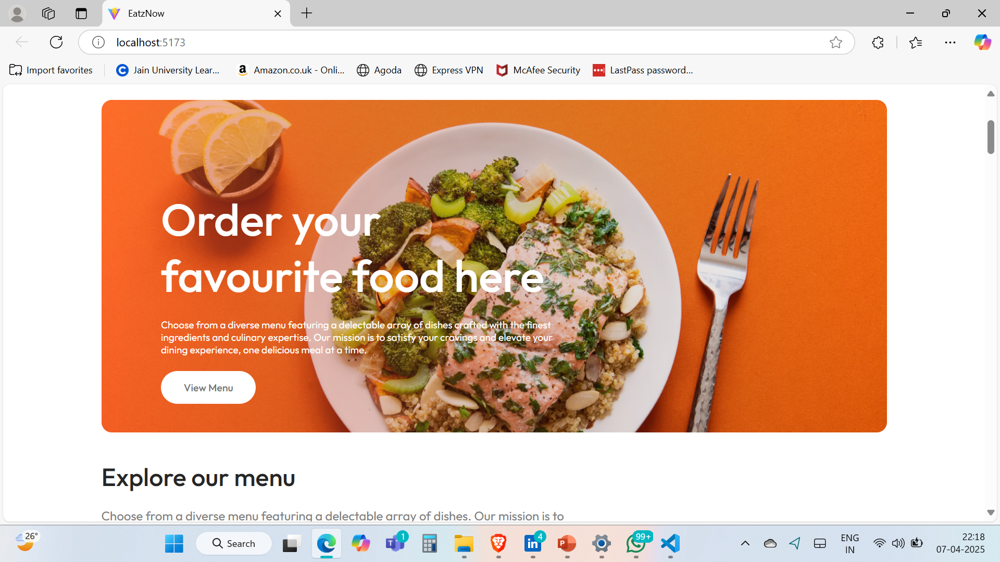 EatzNow
localhost:5173
Import favorites
Jain University Lear...
Amazon.co.uk - Onli...
Agoda
Express VPN
McAfee Security
LastPass password...
Order your
favourite food here
Choose from a diverse menu featuring a delectable array of dishes crafted with the finest
ingredients and culinary expertise. Our mission is to satisfy your cravings and elevate your
dining experience, one delicious meal at a time.
View Menu
Explore our menu
Choose from a diverse menu featuring a delectable array of dishes. Our mission is to
26°
Search
1
4
99+
ENG
IN
22:18
07-04-2025